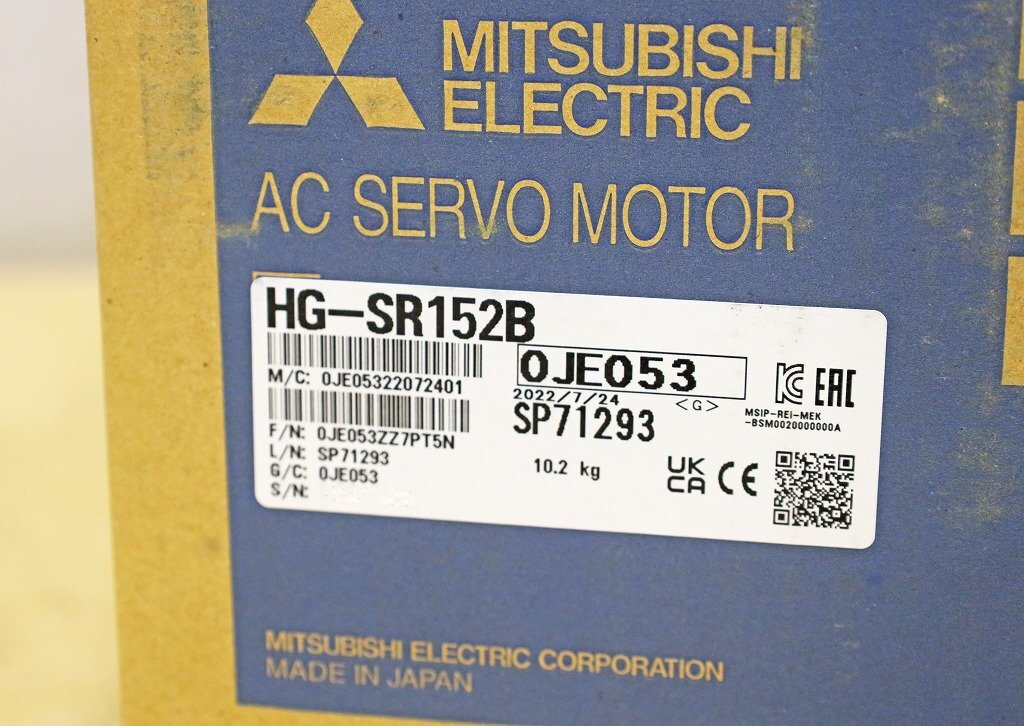 MITSUBISHI
ELECTRIC
AC SERVO MOTOR
HG-SR152B
0JE053
M/C: 0JE05322072401
2022/7/24 <G>
SP71293
MSIP-REi-MEK
-BSM0020000000A
F/N: 0JE053ZZ7PT5N
L/N: SP71293
G/C: 0JE053
S/N:
10.2 kg
EAC
UK
CA
CE
MITSUBISHI ELECTRIC CORPORATION
MADE IN JAPAN